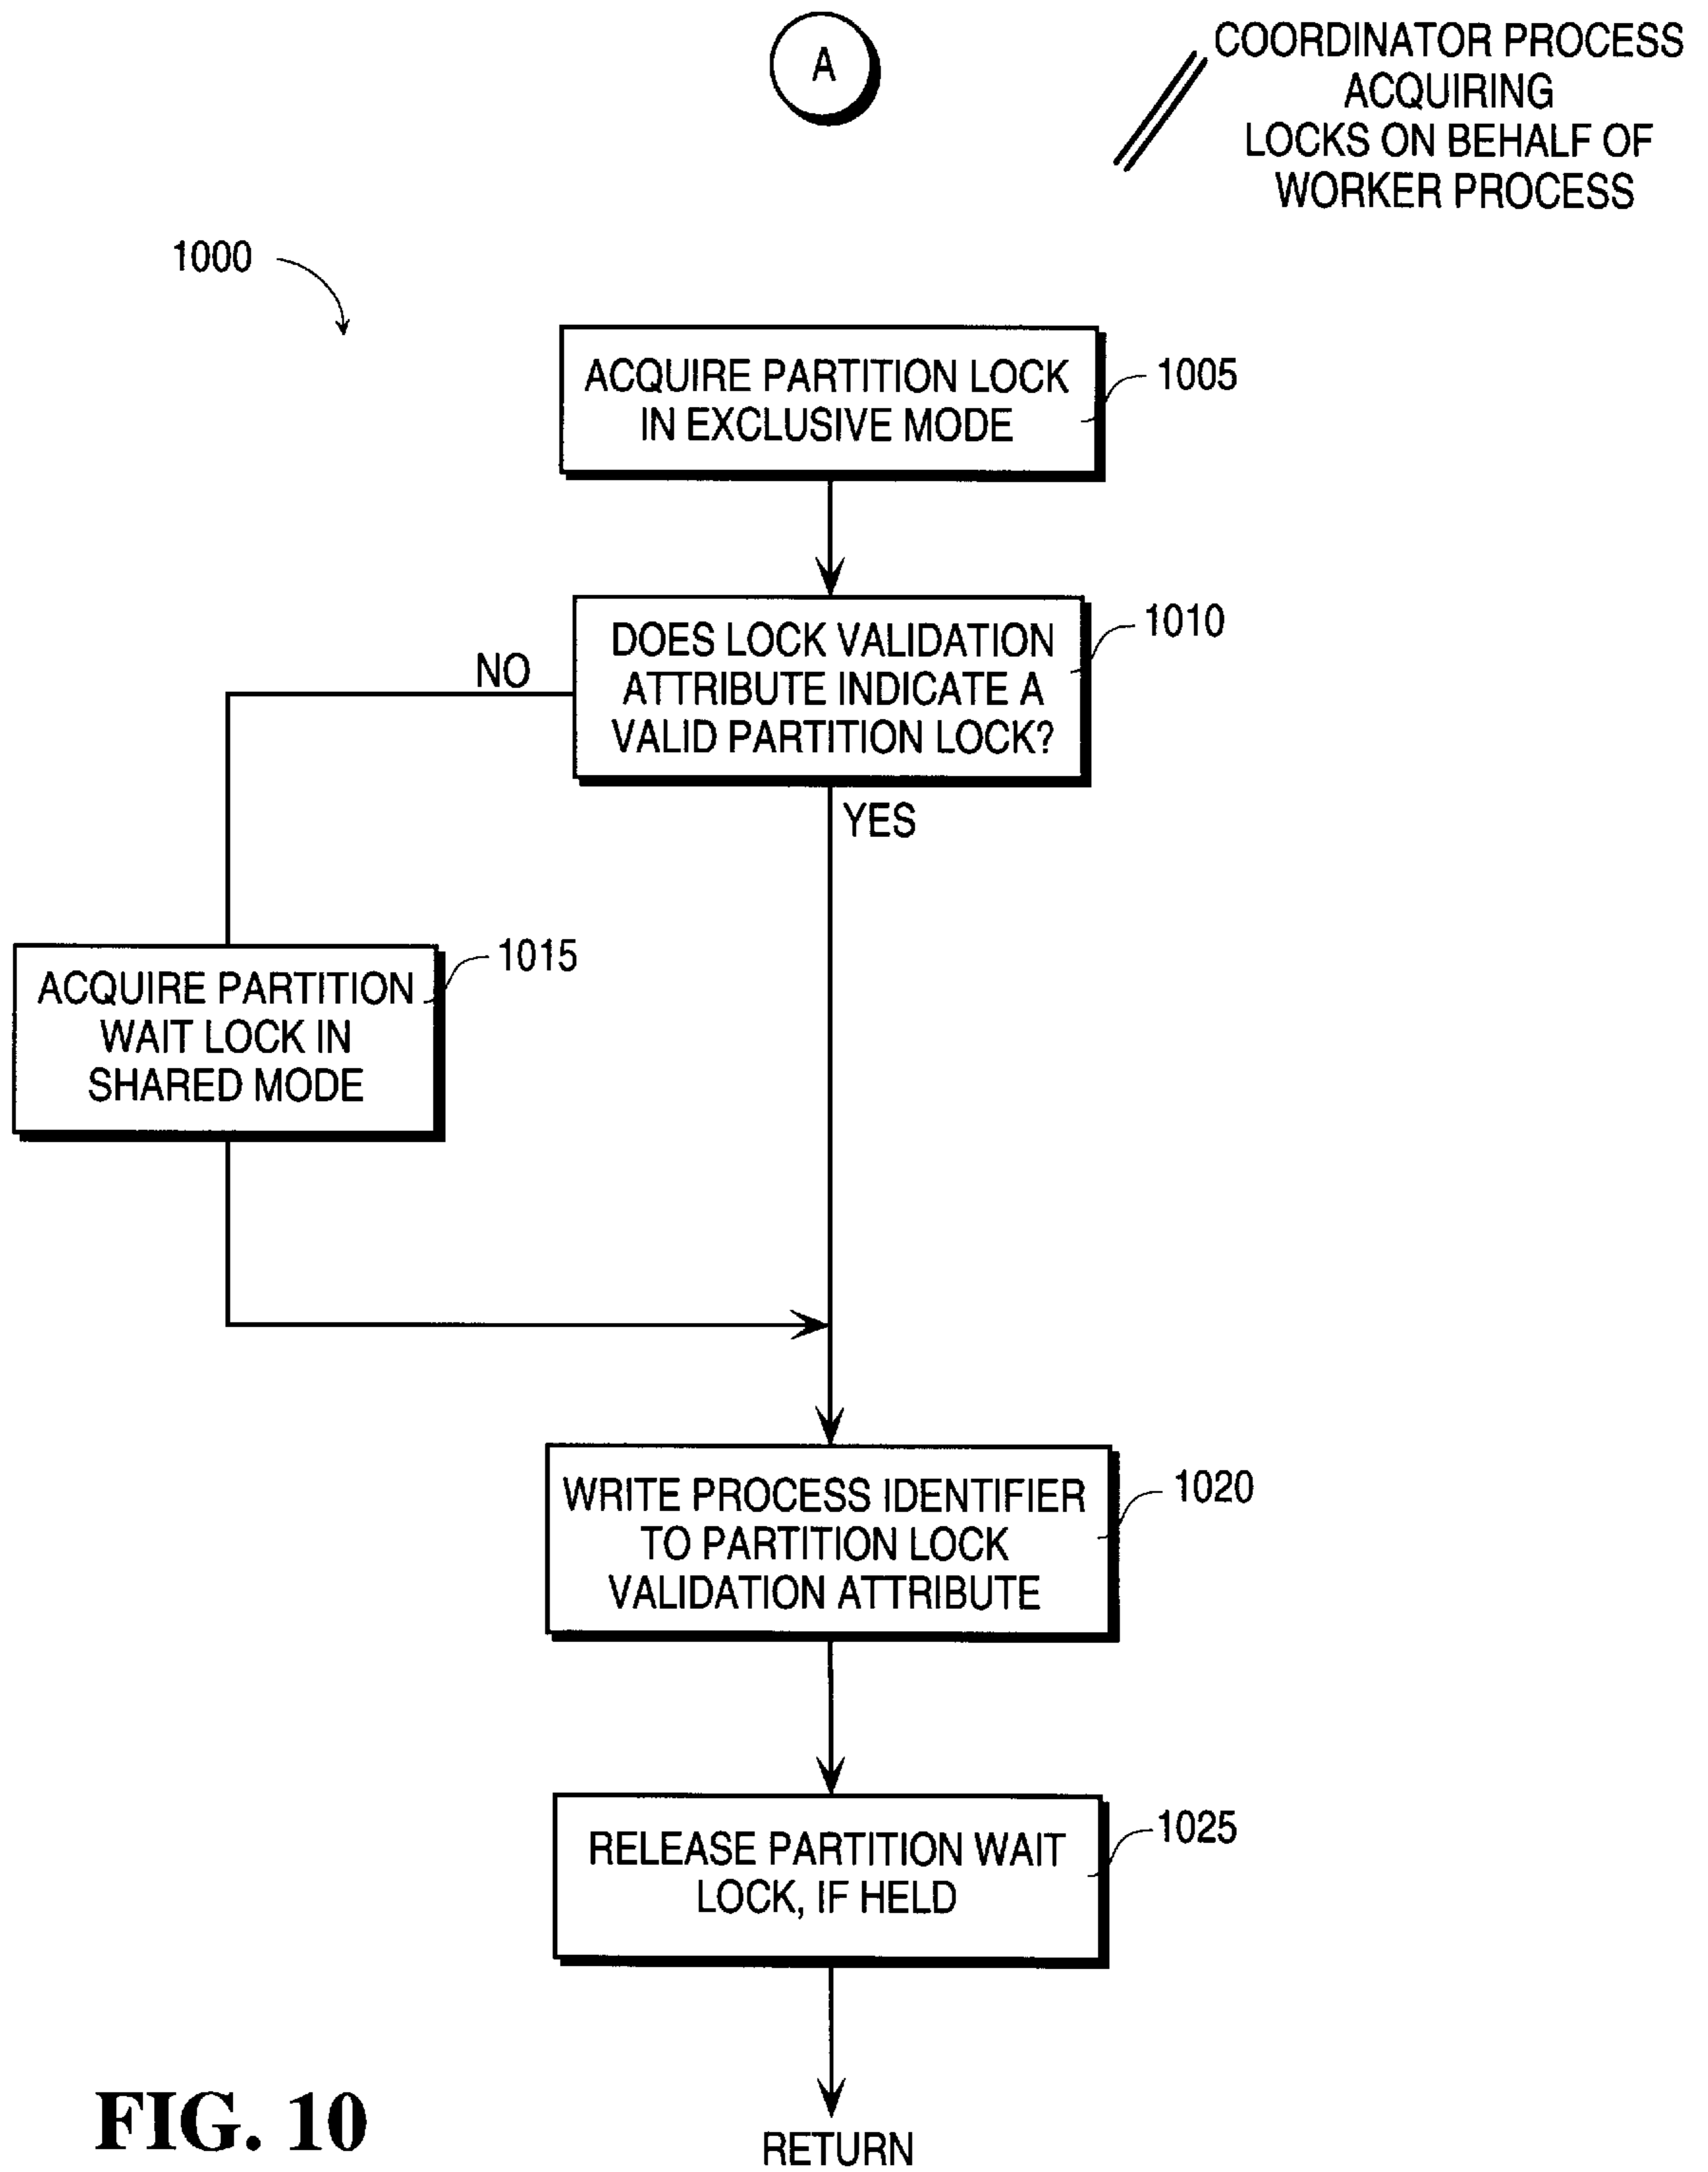 A
COORDINATOR PROCESS
ACQUIRING
LOCKS ON BEHALF OF
WORKER PROCESS
1000
ACQUIRE PARTITION LOCK
IN EXCLUSIVE MODE
1005
DOES LOCK VALIDATION
ATTRIBUTE INDICATE A
VALID PARTITION LOCK?
1010
NO
YES
ACQUIRE PARTITION
WAIT LOCK IN
SHARED MODE
1015
WRITE PROCESS IDENTIFIER
TO PARTITION LOCK
VALIDATION ATTRIBUTE
1020
RELEASE PARTITION WAIT
LOCK, IF HELD
1025
RETURN
FIG. 10